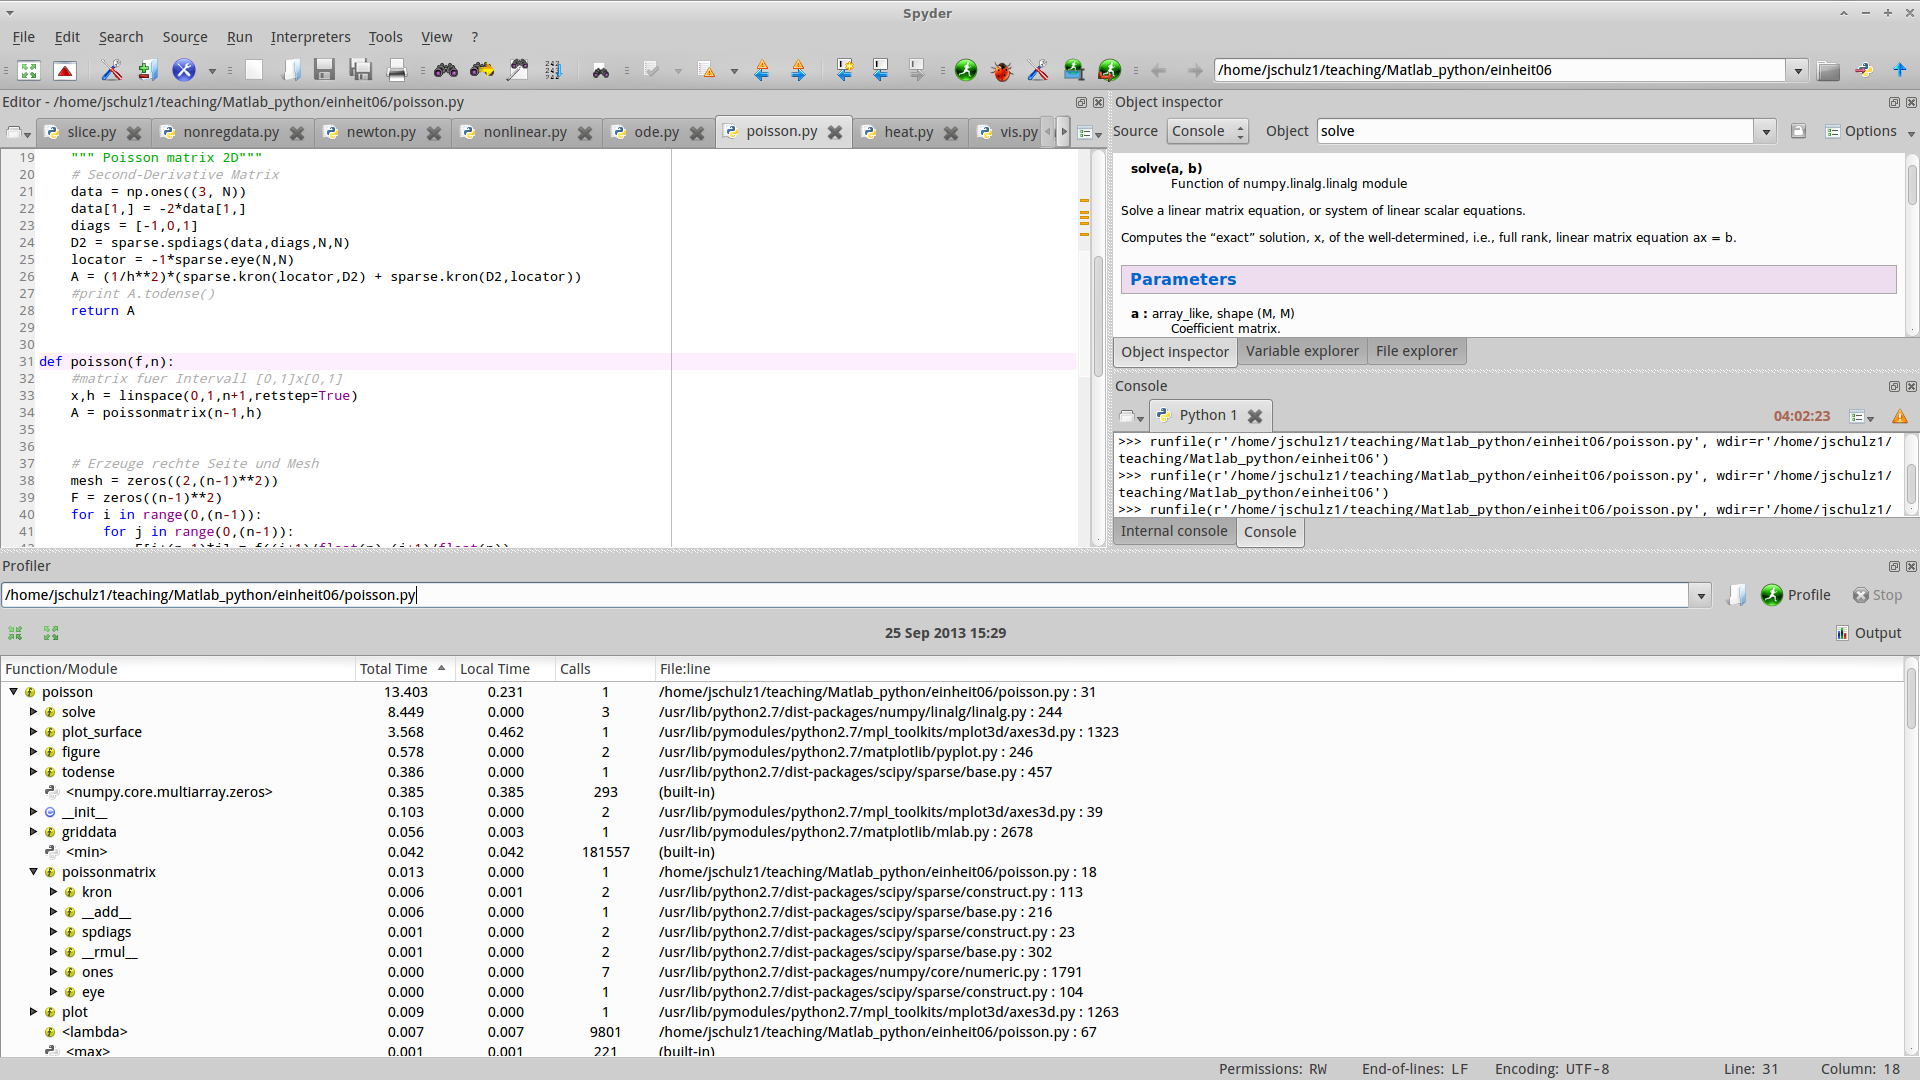 Spyder
File Edit Search Source Run Interpreters Tools View ?
/home/jschulz1/teaching/Matlab_python/einheit06
Editor - /home/jschulz1/teaching/Matlab_python/einheit06/poisson.py
slice.py nonregdata.py newton.py nonlinear.py ode.py poisson.py heat.py vis.py
19 """ Poisson matrix 2D"""
20 # Second-Derivative Matrix
21 data = np.ones((3, N))
22 data[1,] = -2*data[1,]
23 diags = [-1,0,1]
24 D2 = sparse.spdiags(data,diags,N,N)
25 locator = -1*sparse.eye(N,N)
26 A = (1/h**2)*(sparse.kron(locator,D2) + sparse.kron(D2,locator))
27 #print A.todense()
28 return A
29
30
31 def poisson(f,n):
32 #matrix fuer Intervall [0,1]x[0,1]
33 x,h = linspace(0,1,n+1,retstep=True)
34 A = poissonmatrix(n-1,h)
35
36
37 # Erzeuge rechte Seite und Mesh
38 mesh = zeros((2,(n-1)**2))
39 F = zeros((n-1)**2)
40 for i in range(0,(n-1)):
41 for j in range(0,(n-1)):
Object inspector
Source Console Object solve Options
solve(a, b)
Function of numpy.linalg.linalg module
Solve a linear matrix equation, or system of linear scalar equations.
Computes the “exact” solution, x, of the well-determined, i.e., full rank, linear matrix equation ax = b.
Parameters
a : array_like, shape (M, M)
Coefficient matrix.
Object inspector Variable explorer File explorer
Console
Python 1 04:02:23
>>> runfile(r'/home/jschulz1/teaching/Matlab_python/einheit06/poisson.py', wdir=r'/home/jschulz1/
teaching/Matlab_python/einheit06')
>>> runfile(r'/home/jschulz1/teaching/Matlab_python/einheit06/poisson.py', wdir=r'/home/jschulz1/
teaching/Matlab_python/einheit06')
>>> runfile(r'/home/jschulz1/teaching/Matlab_python/einheit06/poisson.py', wdir=r'/home/jschulz1/
Internal console Console
Profiler
/home/jschulz1/teaching/Matlab_python/einheit06/poisson.py Profile Stop
25 Sep 2013 15:29 Output
Function/Module Total Time Local Time Calls File:line
poisson 13.403 0.231 1 /home/jschulz1/teaching/Matlab_python/einheit06/poisson.py : 31
solve 8.449 0.000 3 /usr/lib/python2.7/dist-packages/numpy/linalg/linalg.py : 244
plot_surface 3.568 0.462 1 /usr/lib/pymodules/python2.7/mpl_toolkits/mplot3d/axes3d.py : 1323
figure 0.578 0.000 2 /usr/lib/pymodules/python2.7/matplotlib/pyplot.py : 246
todense 0.386 0.000 1 /usr/lib/python2.7/dist-packages/scipy/sparse/base.py : 457
<numpy.core.multiarray.zeros> 0.385 0.385 293 (built-in)
__init__ 0.103 0.000 2 /usr/lib/pymodules/python2.7/mpl_toolkits/mplot3d/axes3d.py : 39
griddata 0.056 0.003 1 /usr/lib/pymodules/python2.7/matplotlib/mlab.py : 2678
<min> 0.042 0.042 181557 (built-in)
poissonmatrix 0.013 0.000 1 /home/jschulz1/teaching/Matlab_python/einheit06/poisson.py : 18
kron 0.006 0.001 2 /usr/lib/python2.7/dist-packages/scipy/sparse/construct.py : 113
__add__ 0.006 0.000 1 /usr/lib/python2.7/dist-packages/scipy/sparse/base.py : 216
spdiags 0.001 0.000 2 /usr/lib/python2.7/dist-packages/scipy/sparse/construct.py : 23
__rmul__ 0.001 0.000 2 /usr/lib/python2.7/dist-packages/scipy/sparse/base.py : 302
ones 0.000 0.000 7 /usr/lib/python2.7/dist-packages/numpy/core/numeric.py : 1791
eye 0.000 0.000 1 /usr/lib/python2.7/dist-packages/scipy/sparse/construct.py : 104
plot 0.009 0.000 1 /usr/lib/pymodules/python2.7/mpl_toolkits/mplot3d/axes3d.py : 1263
<lambda> 0.007 0.007 9801 /home/jschulz1/teaching/Matlab_python/einheit06/poisson.py : 67
<max> 0.001 0.001 221 (built-in)
Permissions: RW End-of-lines: LF Encoding: UTF-8 Line: 31 Column: 18